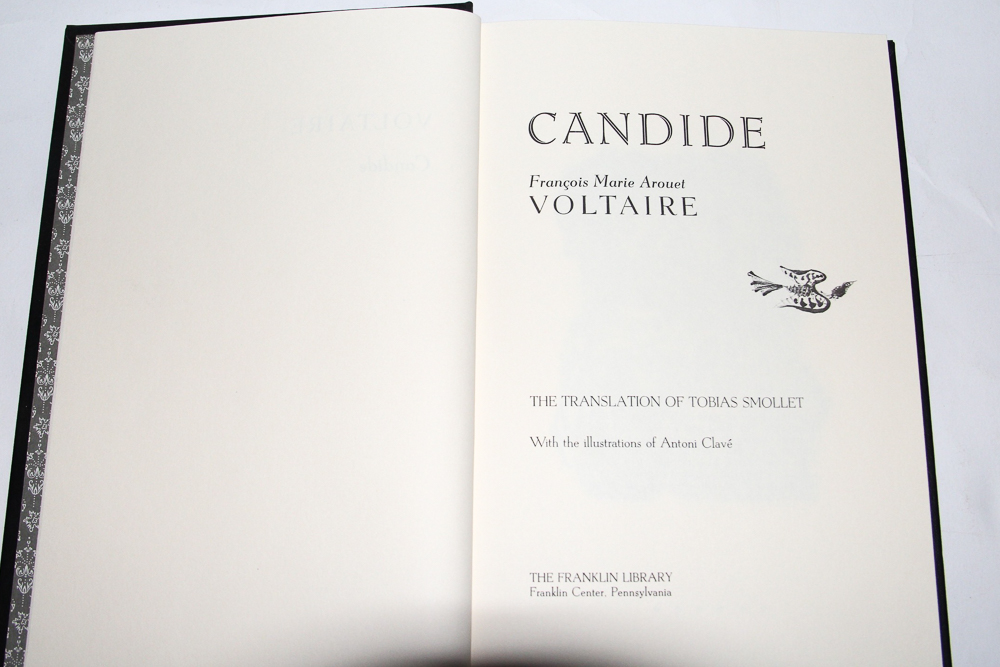 CANDIDE
François Marie Arouet
VOLTAIRE
THE TRANSLATION OF TOBIAS SMOLLET
With the illustrations of Antoni Clavé
THE FRANKLIN LIBRARY
Franklin Center, Pennsylvania